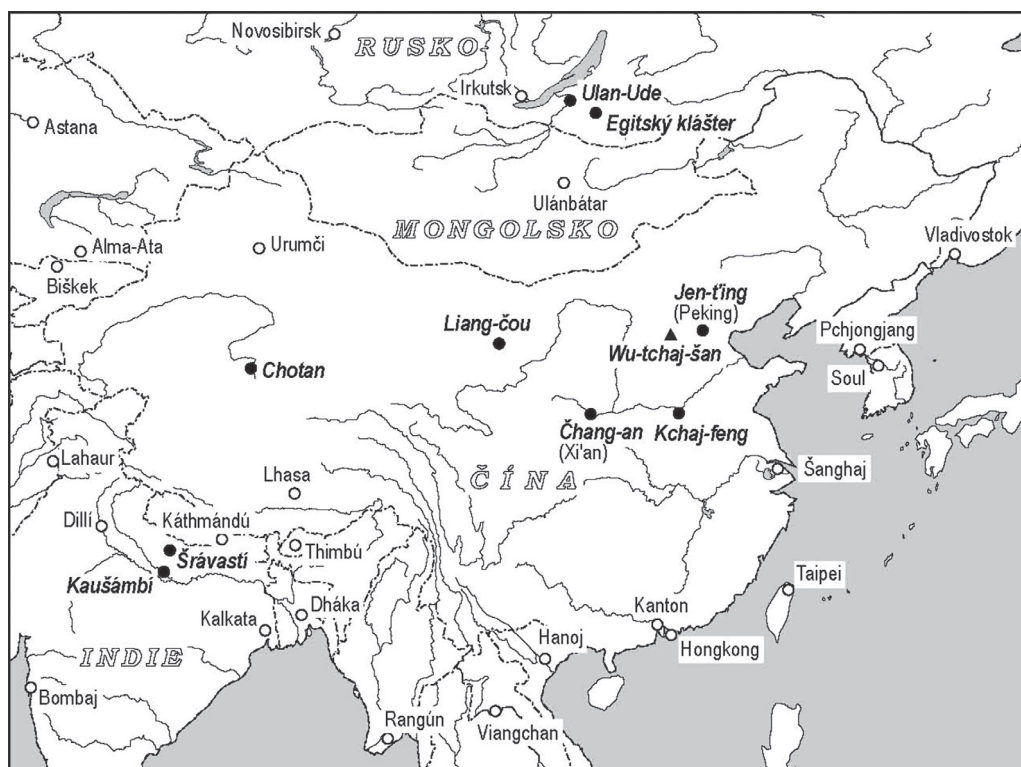 Novosibirsk
RUSKO
Irkutsk
Ulan-Ude
Egitský klášter
Astana
Ulánbátar
MONGOLSKO
Alma-Ata
Urumči
Vladivostok
Biškek
Jen-ťing
(Peking)
Liang-čou
Wu-tchaj-šan
Pchjongjang
Soul
Chotan
Čhang-an
(Xi'an)
Kchaj-feng
Lahaur
Lhasa
ČÍNA
Šanghaj
Dillí
Káthmándú
Thimbú
Šrávastí
Kaušámbí
Taipei
Dháka
Kalkata
Kanton
Hanoj
Hongkong
INDIE
Bombaj
Rangún
Viangchan